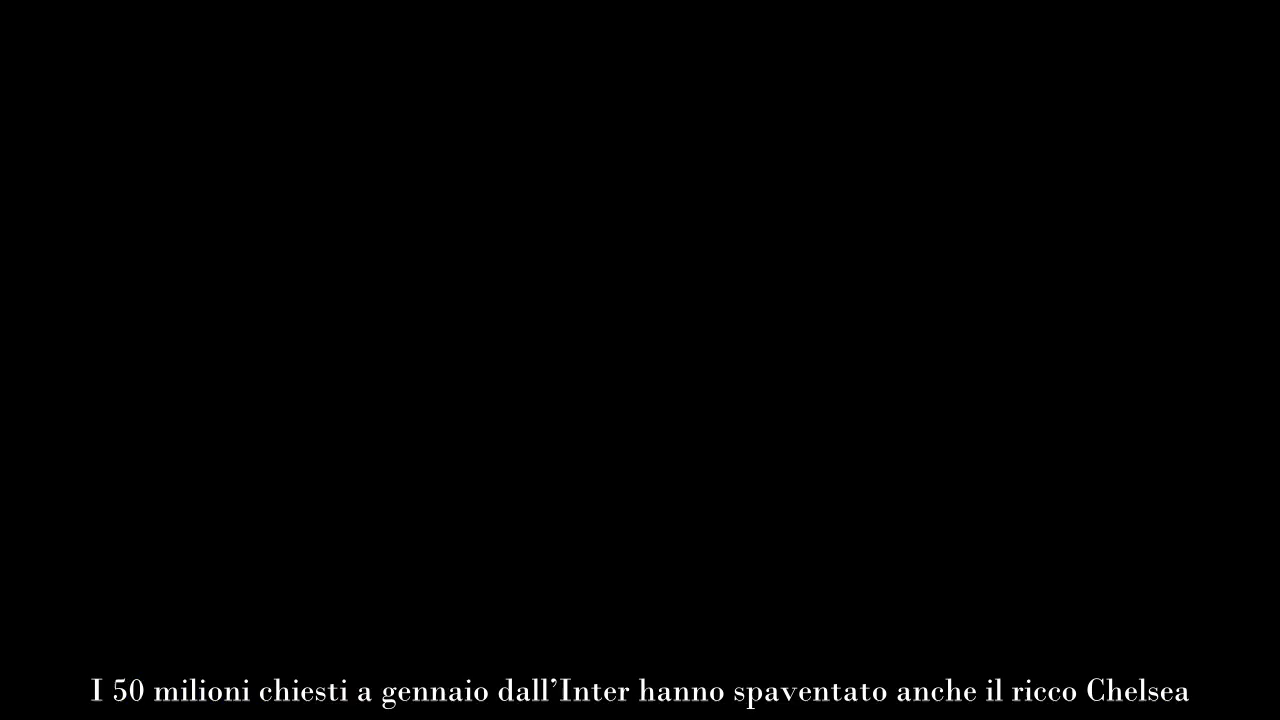 I 50 milioni chiesti a gennaio dall’Inter hanno spaventato anche il ricco Chelsea